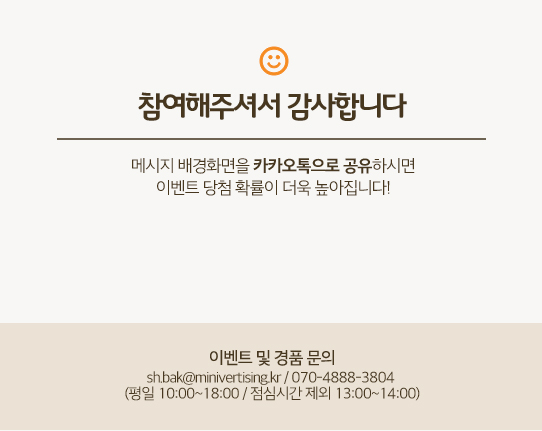 참여해주셔서 감사합니다
메시지 배경화면을 카카오톡으로 공유하시면
이벤트 당첨 확률이 더욱 높아집니다!
이벤트 및 경품 문의
sh.bak@minivertising.kr / 070-4888-3804
(평일 10:00~18:00 / 점심시간 제외 13:00~14:00)